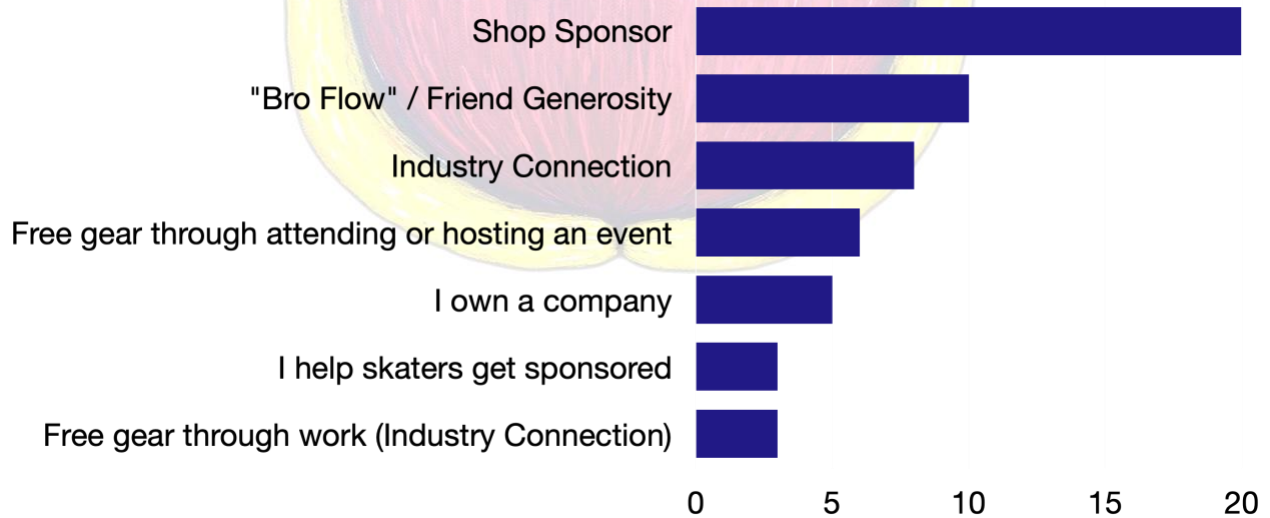 Shop Sponsor
"Bro Flow" / Friend Generosity
Industry Connection
Free gear through attending or hosting an event
I own a company
I help skaters get sponsored
Free gear through work (Industry Connection)
0 5 10 15 20